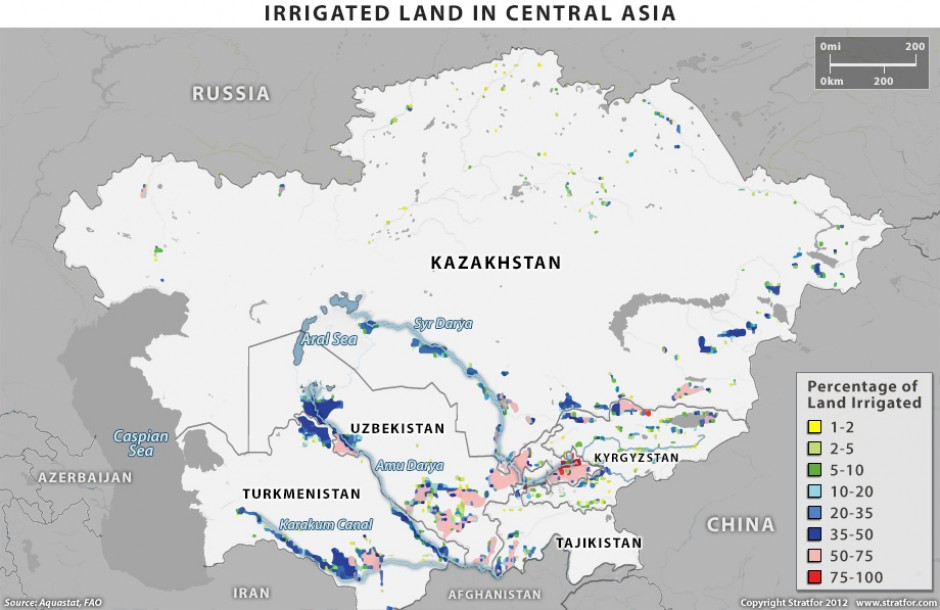 IRRIGATED LAND IN CENTRAL ASIA
0mi 200
0km 200
RUSSIA
KAZAKHSTAN
Syr Darya
Aral Sea
Percentage of
Land Irrigated
1-2
2-5
5-10
10-20
20-35
35-50
50-75
75-100
UZBEKISTAN
Caspian
Sea
KYRGYZSTAN
Amu Darya
AZERBAIJAN
TURKMENISTAN
Karakum Canal
CHINA
TAJIKISTAN
IRAN
AFGHANISTAN
Source: Aquastat, FAO
Copyright Stratfor 2012 www.stratfor.com